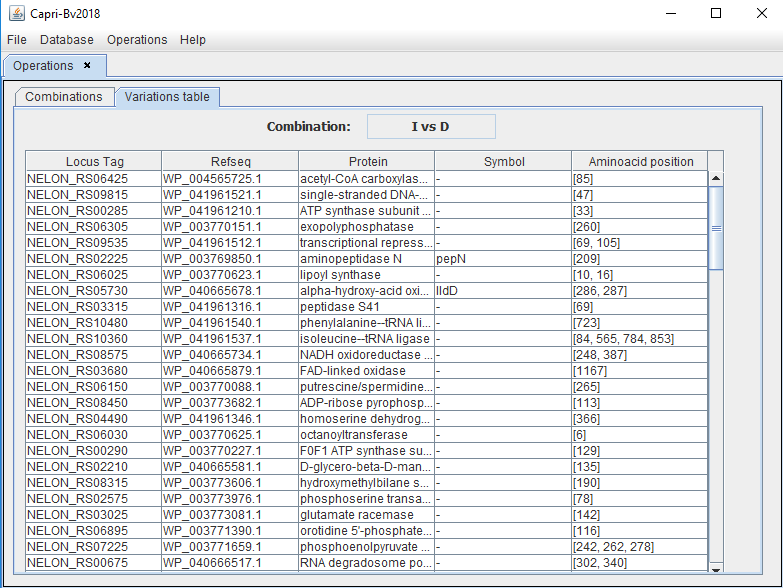 Capri-Bv2018
File Database Operations Help
Operations ×
Combinations Variations table
Combination: I vs D
Locus Tag Refseq Protein Symbol Aminoacid position
NELON_RS06425 WP_004565725.1 acetyl-CoA carboxylas... - [85]
NELON_RS09815 WP_041961521.1 single-stranded DNA-... - [47]
NELON_RS00285 WP_041961210.1 ATP synthase subunit ... - [33]
NELON_RS06305 WP_003770151.1 exopolyphosphatase - [260]
NELON_RS09535 WP_041961512.1 transcriptional repress... - [69, 105]
NELON_RS02225 WP_003769850.1 aminopeptidase N pepN [209]
NELON_RS06025 WP_003770623.1 lipoyl synthase - [10, 16]
NELON_RS05730 WP_040665678.1 alpha-hydroxy-acid oxi... lldD [286, 287]
NELON_RS03315 WP_041961316.1 peptidase S41 - [69]
NELON_RS10480 WP_041961540.1 phenylalanine--tRNA li... - [723]
NELON_RS10360 WP_041961537.1 isoleucine--tRNA ligase - [84, 565, 784, 853]
NELON_RS08575 WP_040665734.1 NADH oxidoreductase ... - [248, 387]
NELON_RS03680 WP_040665879.1 FAD-linked oxidase - [1167]
NELON_RS06150 WP_003770088.1 putrescine/spermidine... - [265]
NELON_RS08450 WP_003773682.1 ADP-ribose pyrophosp... - [113]
NELON_RS04490 WP_041961346.1 homoserine dehydrog... - [366]
NELON_RS06030 WP_003770625.1 octanoyltransferase - [6]
NELON_RS00290 WP_003770227.1 F0F1 ATP synthase su... - [129]
NELON_RS02210 WP_040665581.1 D-glycero-beta-D-man... - [135]
NELON_RS08315 WP_003773606.1 hydroxymethylbilane s... - [190]
NELON_RS02575 WP_003773976.1 phosphoserine transa... - [78]
NELON_RS03025 WP_003773081.1 glutamate racemase - [142]
NELON_RS06895 WP_003771390.1 orotidine 5'-phosphate... - [116]
NELON_RS07225 WP_003771659.1 phosphoenolpyruvate ... - [242, 262, 278]
NELON_RS00675 WP_040666517.1 RNA degradosome po... - [302, 340]